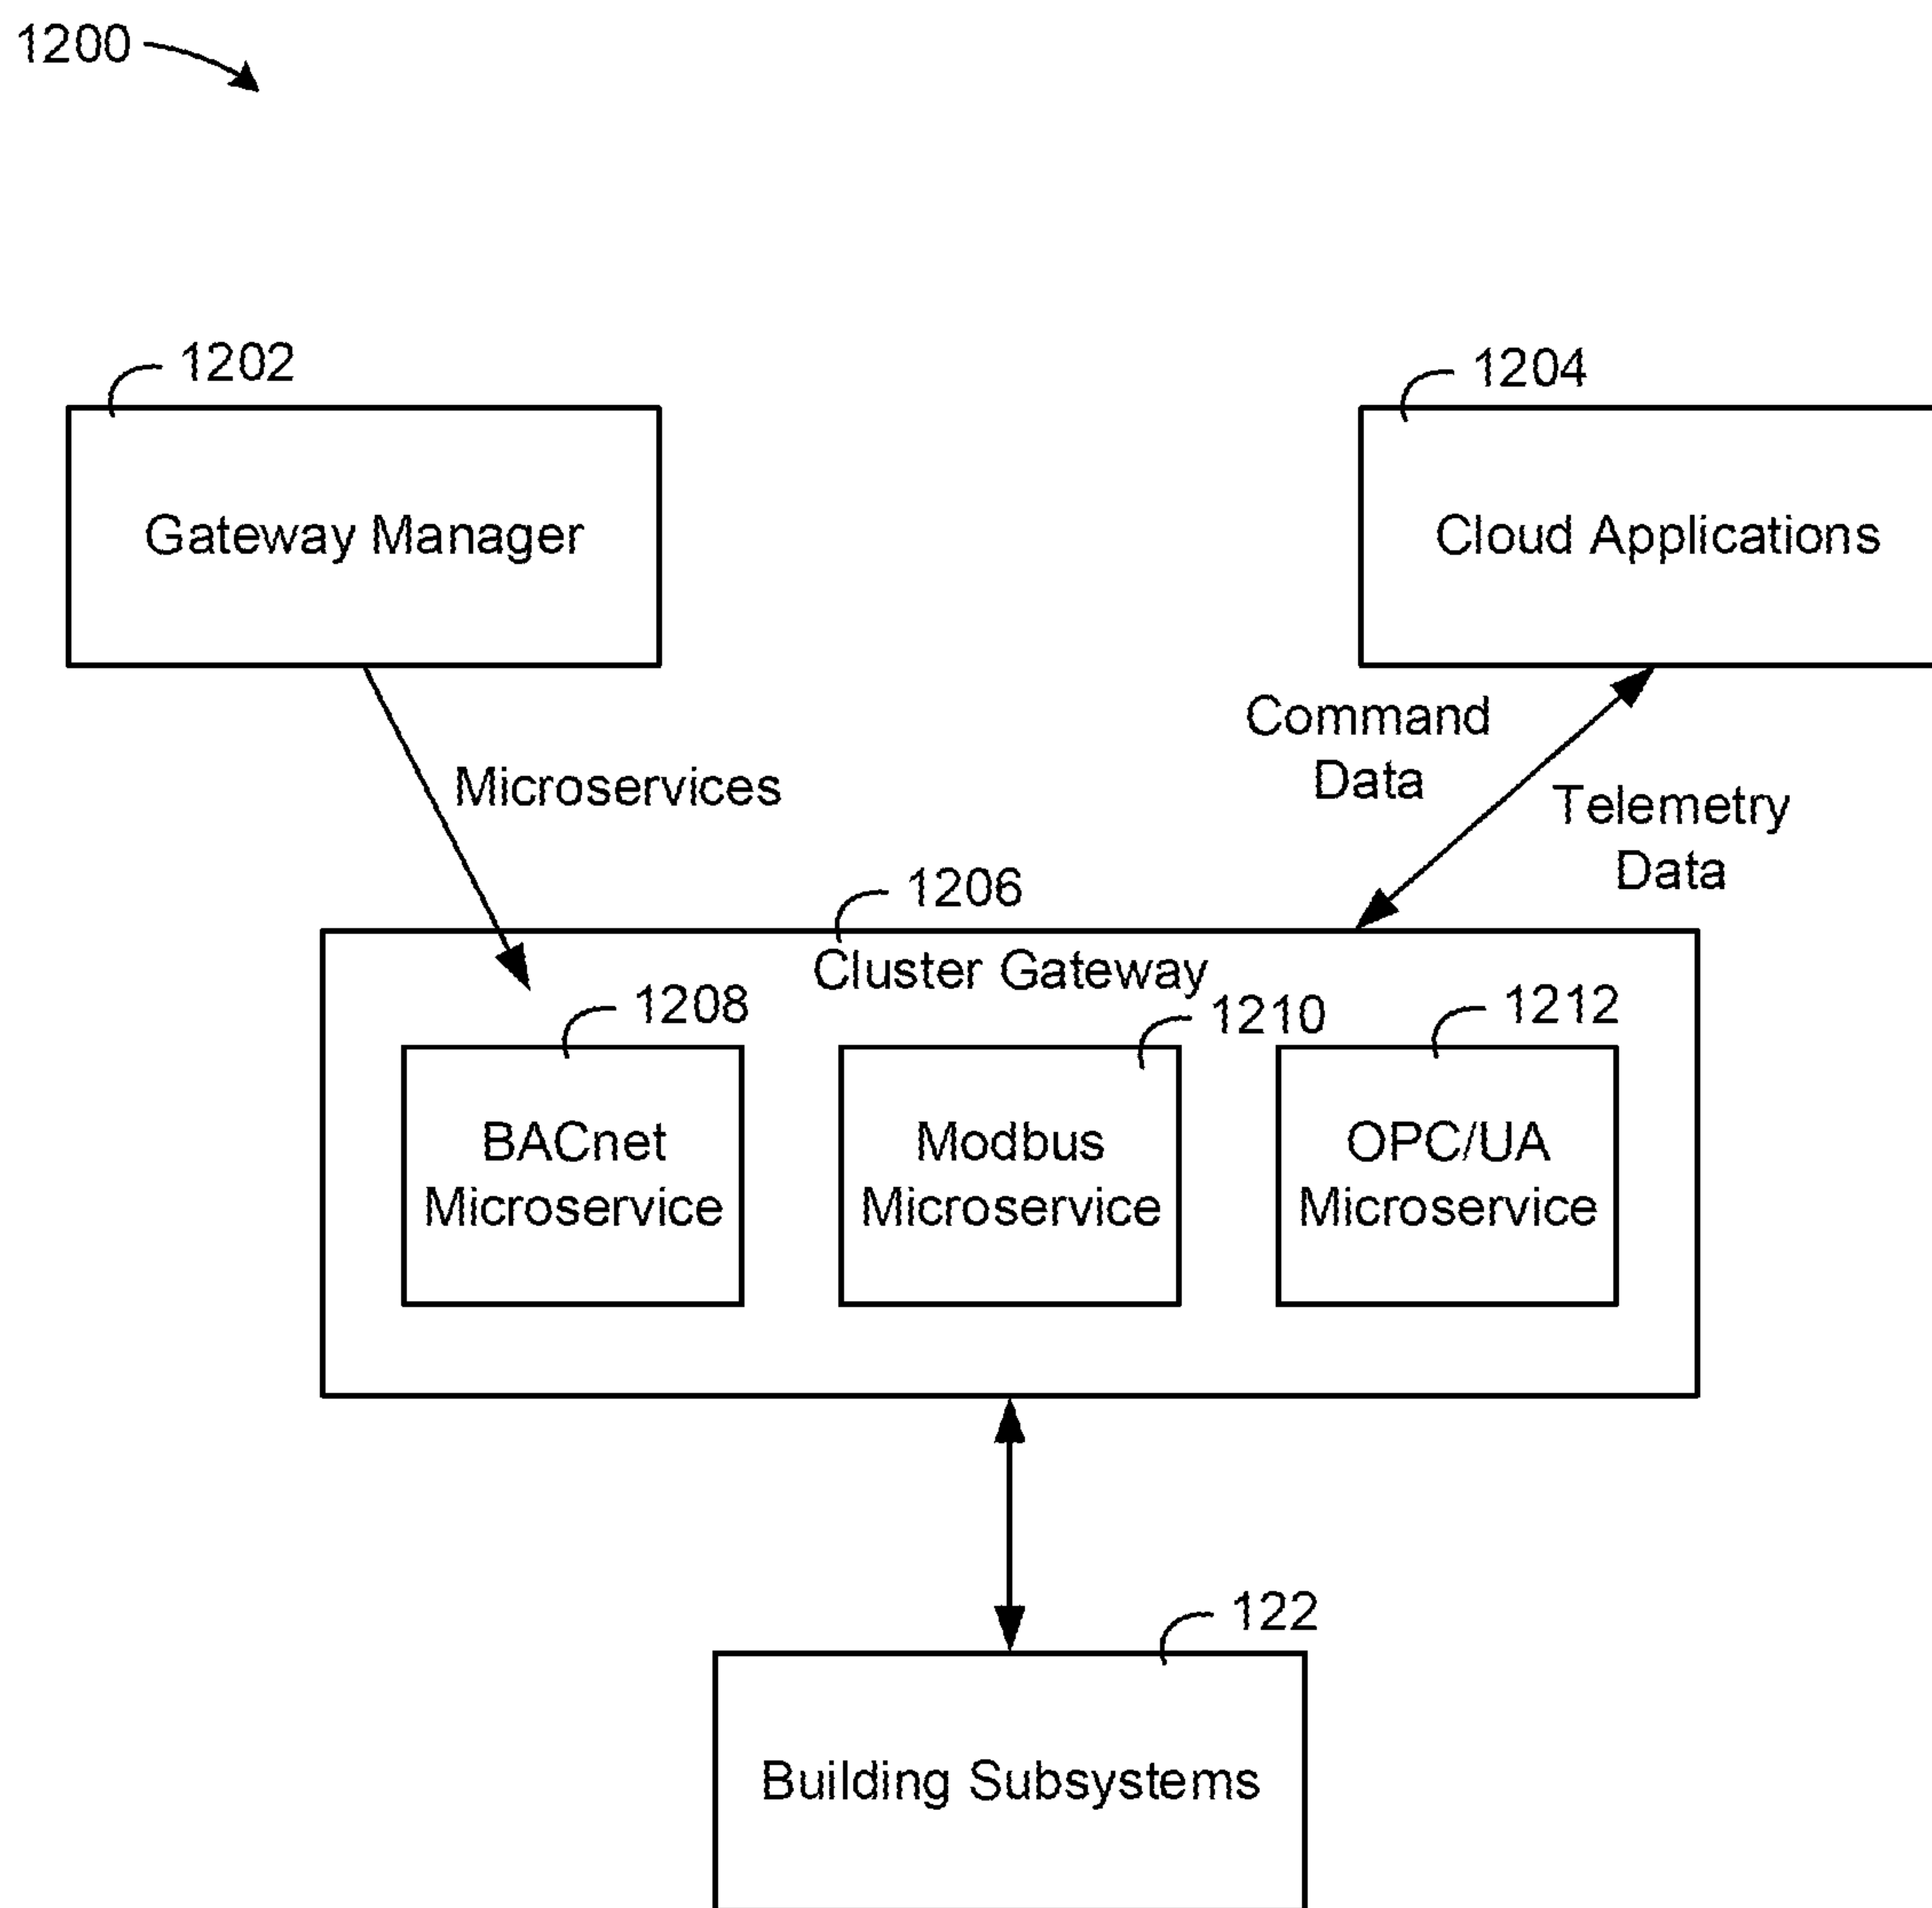 1200
1202
1204
Gateway Manager
Cloud Applications
Command
Data
Microservices
Telemetry
Data
1206
Cluster Gateway
1208
1210
1212
BACnet
Microservice
Modbus
Microservice
OPC/UA
Microservice
122
Building Subsystems